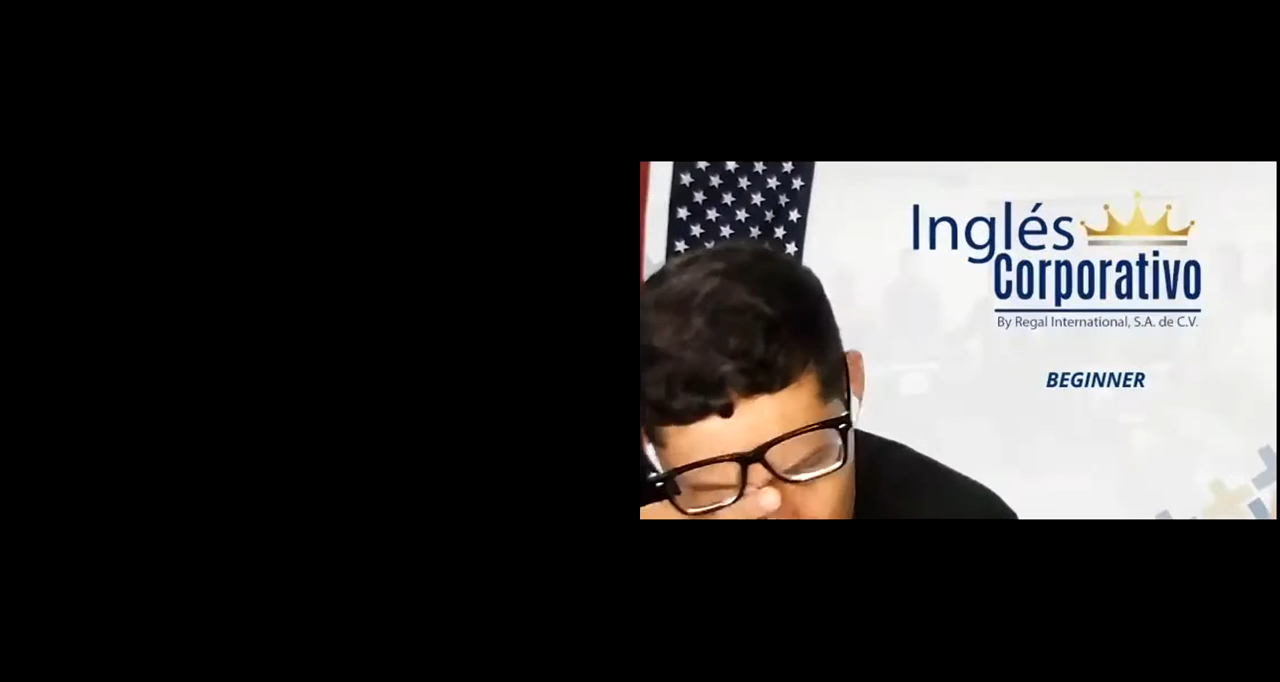 Inglés
Corporativo
By Regal International, S.A. de C.V.
BEGINNER